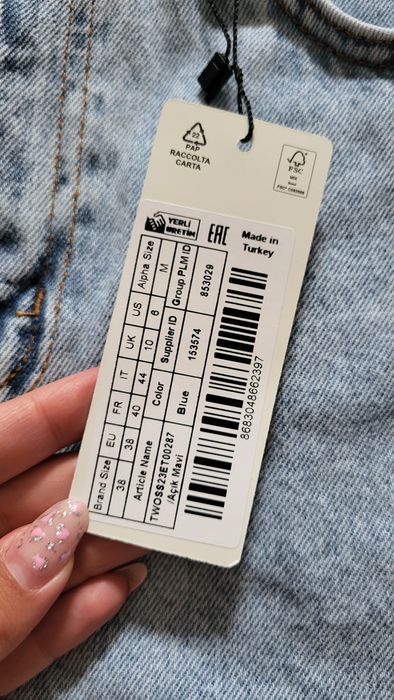 22
PAP
RACCOLTA
CARTA
FSC
MIX
YERLİ
ÜRETİM
EAC
Made in
Turkey
Brand Size EU FR IT UK US Alpha Size
38 38 40 44 10 6 M
Article Name Color Supplier ID Group PLM ID
TWOSS23ET00287 Blue 153574 853029
/Açık Mavi
8683048662397